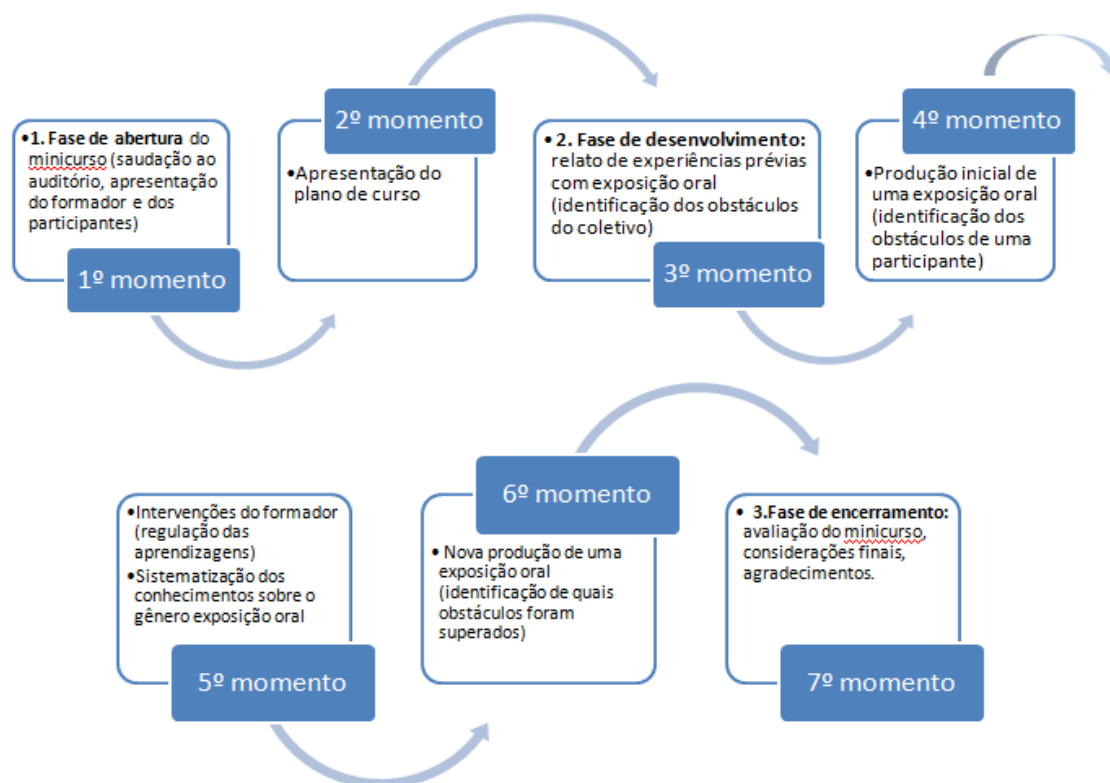 •1. Fase de abertura do
minicurso (saudação ao
auditório, apresentação
do formador e dos
participantes)
1º momento
2º momento
•Apresentação do
plano de curso
• 2. Fase de desenvolvimento:
relato de experiências prévias
com exposição oral
(identificação dos obstáculos
do coletivo)
3º momento
4º momento
•Produção inicial de
uma exposição oral
(identificação dos
obstáculos de uma
participante)
•Intervenções do formador
(regulação das
aprendizagens)
•Sistematização dos
conhecimentos sobre o
gênero exposição oral
5º momento
6º momento
• Nova produção de uma
exposição oral
(identificação de quais
obstáculos foram
superados)
• 3.Fase de encerramento:
avaliação do minicurso,
considerações finais,
agradecimentos.
7º momento